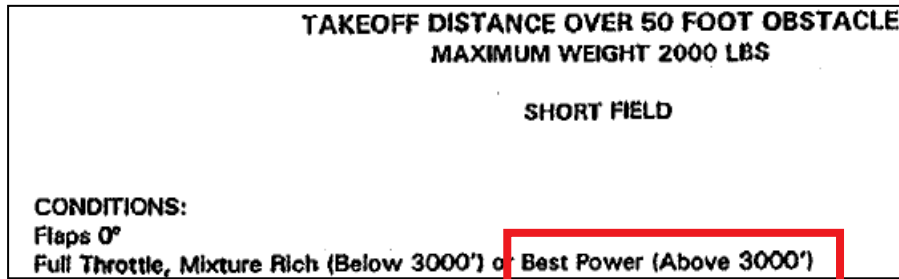 TAKEOFF DISTANCE OVER 50 FOOT OBSTACLE
MAXIMUM WEIGHT 2000 LBS
SHORT FIELD
CONDITIONS:
Flaps 0°
Full Throttle, Mixture Rich (Below 3000') or Best Power (Above 3000')